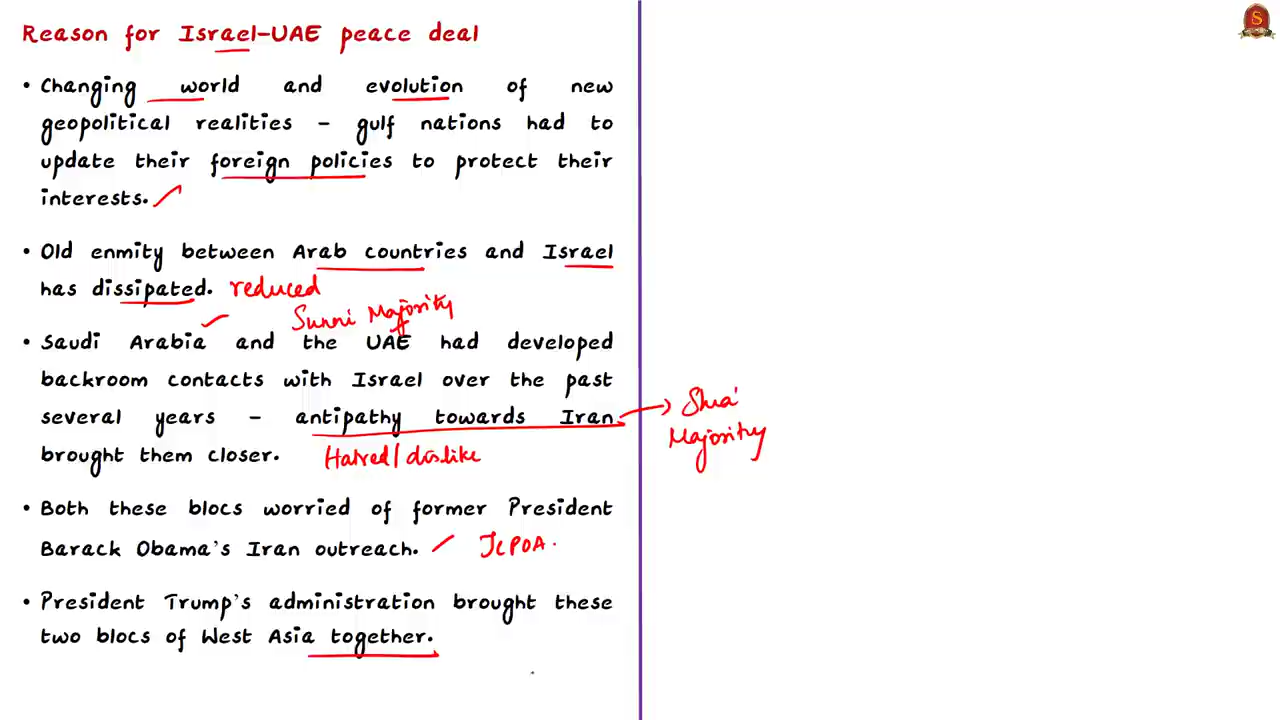 Reason for Israel-UAE peace deal
• Changing world and evolution of new
geopolitical realities – gulf nations had to
update their foreign policies to protect their
interests.
• Old enmity between Arab countries and Israel
has dissipated. reduced
Sunni Majority
• Saudi Arabia and the UAE had developed
backroom contacts with Israel over the past
several years – antipathy towards Iran
Shia
Majority
brought them closer. Hatred/dislike
• Both these blocs worried of former President
Barack Obama's Iran outreach. JCPOA.
• President Trump's administration brought these
two blocs of West Asia together.